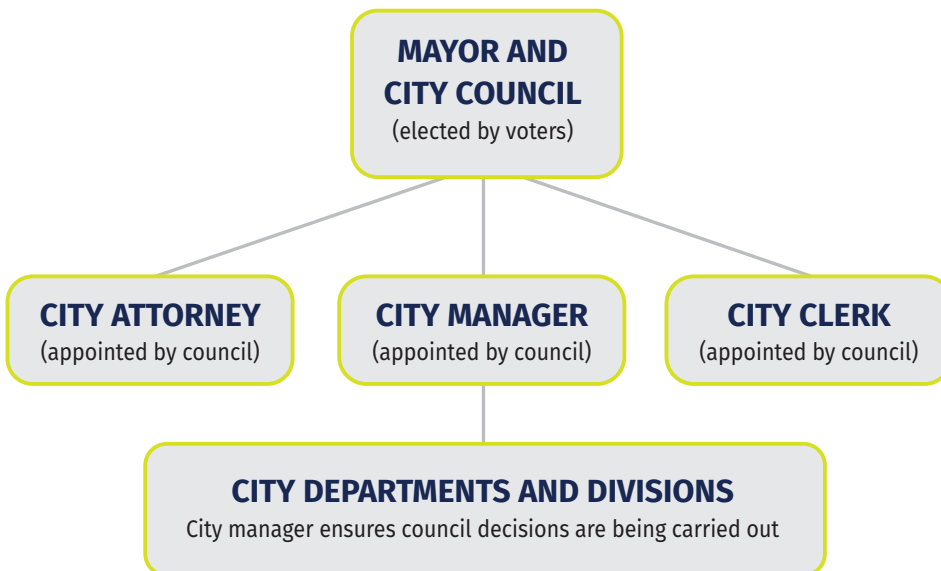 MAYOR AND
CITY COUNCIL
(elected by voters)
CITY ATTORNEY
(appointed by council)
CITY MANAGER
(appointed by council)
CITY CLERK
(appointed by council)
CITY DEPARTMENTS AND DIVISIONS
City manager ensures council decisions are being carried out